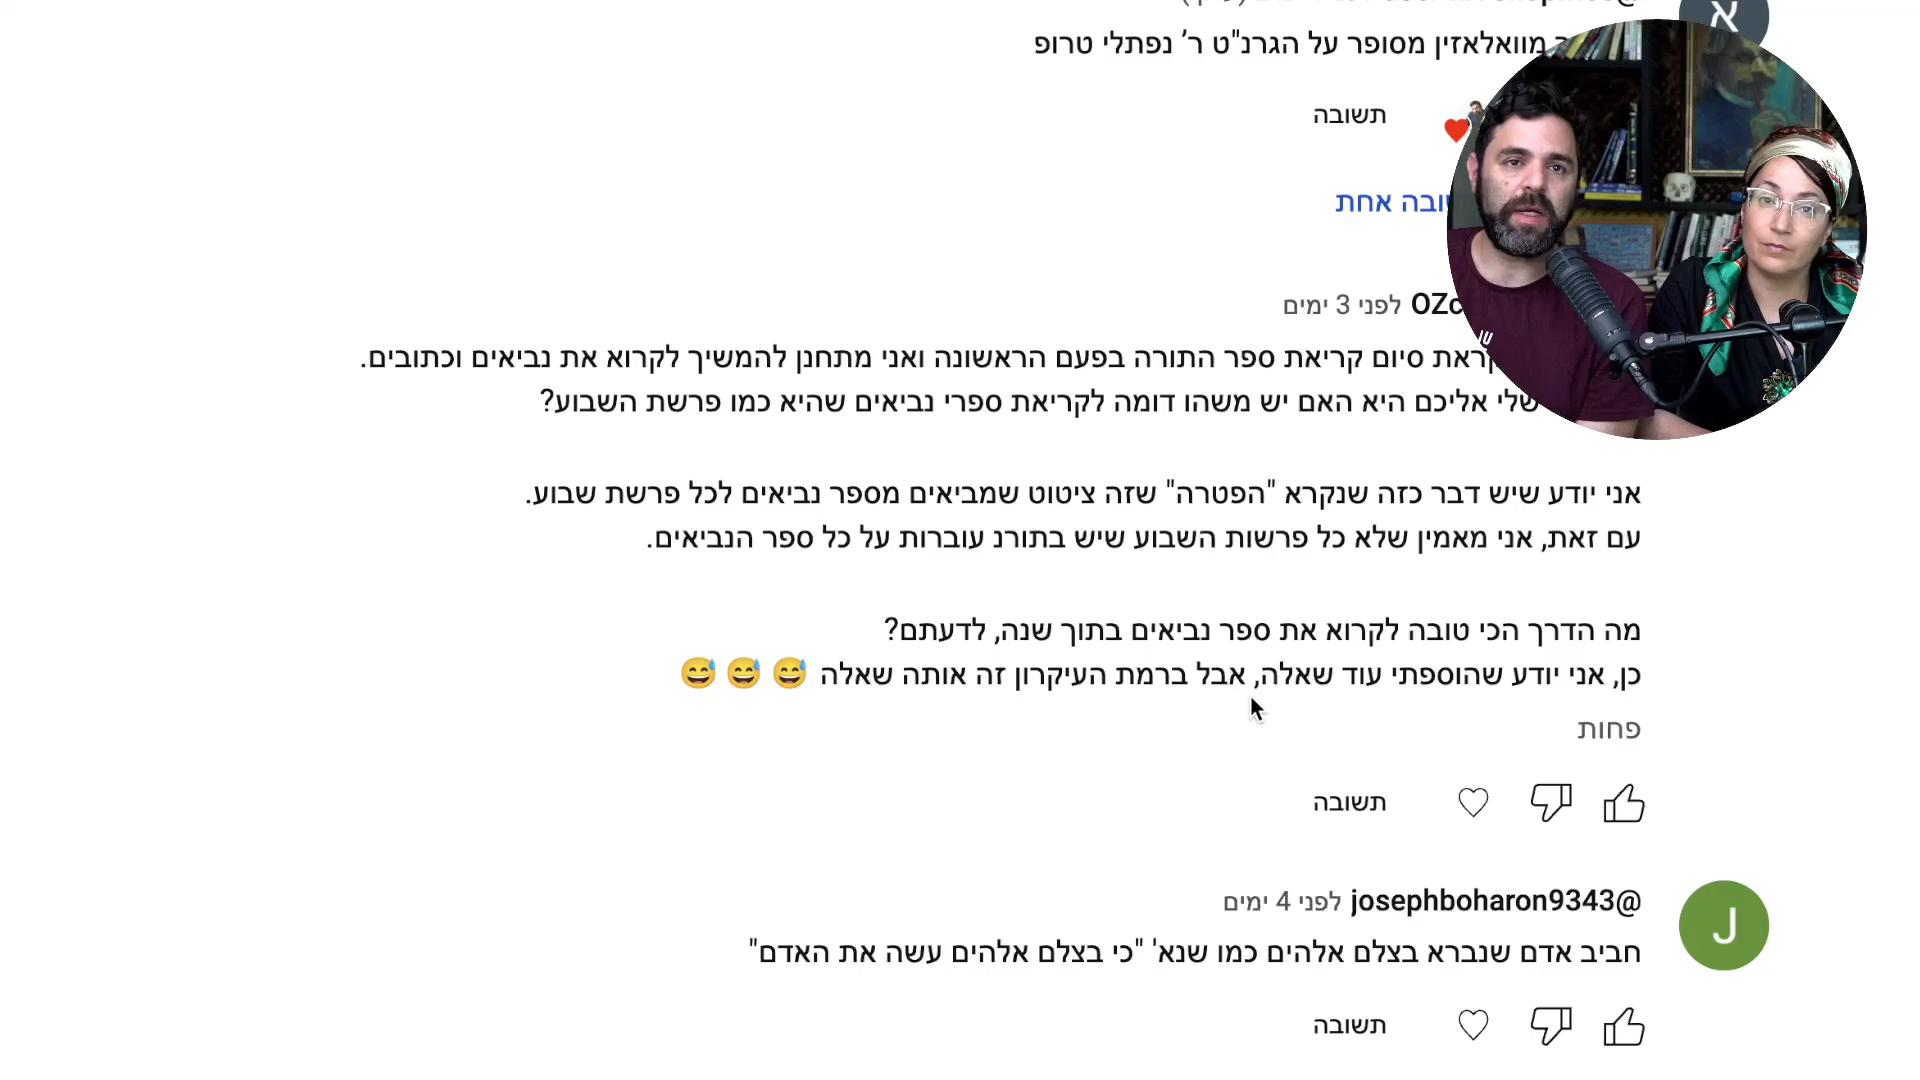 מוואלאזין מסופר על הגרנ"ט ר' נפתלי טרופ
תשובה
אחת
לפני 3 ימים
סיום קריאת ספר התורה בפעם הראשונה ואני מתחנן להמשיך לקרוא את נביאים וכתובים.
שלי אליכם היא האם יש משהו דומה לקריאת ספרי נביאים שהיא כמו פרשת השבוע?
אני יודע שיש דבר כזה שנקרא "הפטרה" שזה ציטוט שמביאים מספר נביאים לכל פרשת שבוע.
עם זאת, אני מאמין שלא כל פרשות השבוע שיש בתורנ עוברות על כל ספר הנביאים.
מה הדרך הכי טובה לקרוא את ספר נביאים בתוך שנה, לדעתם?
כן, אני יודע שהוספתי עוד שאלה, אבל ברמת העיקרון זה אותה שאלה 😅 😅 😅
פחות
תשובה
@josephboharon9343 לפני 4 ימים
J
חביב אדם שנברא בצלם אלהים כמו שנא' "כי בצלם אלהים עשה את האדם"
תשובה